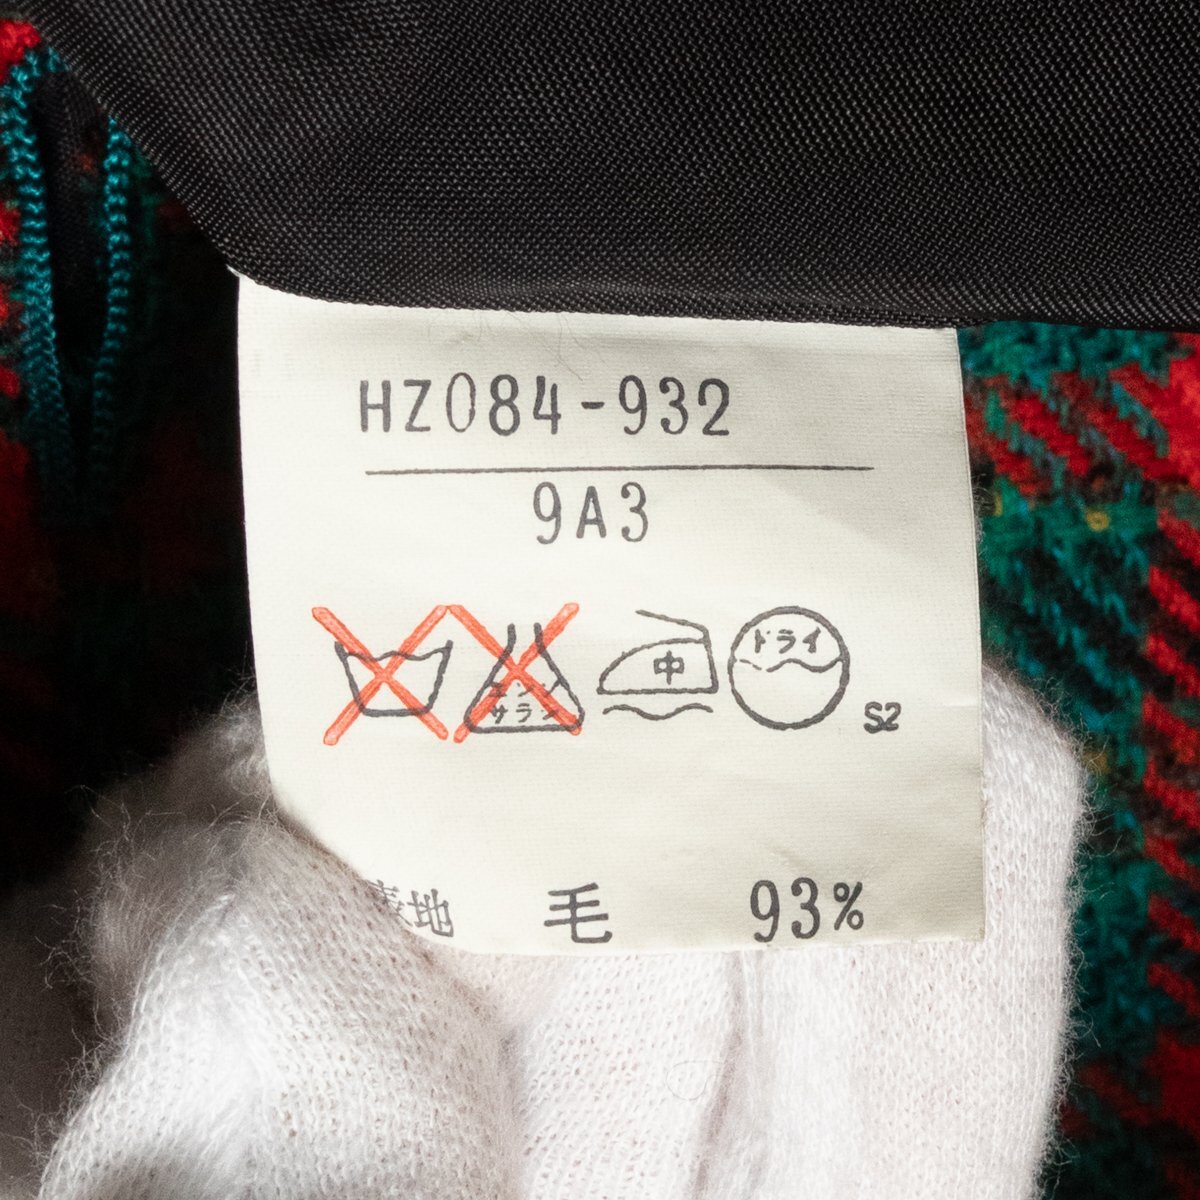 HZ084-932
9A3
エンソ
サラシ
中
ドライ
S2
表地 毛 93%